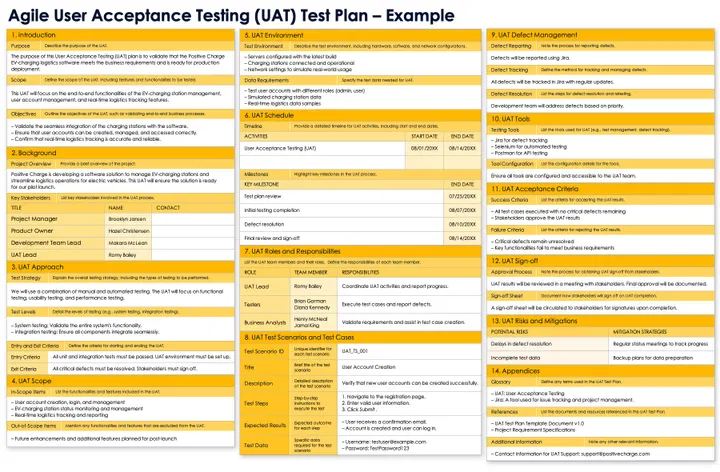 Agile User Acceptance Testing (UAT) Test Plan – Example
1. Introduction
Purpose Describe the purpose of the UAT.
The purpose of the User Acceptance Testing (UAT) plan is to validate that the Positive Charge
EV-charging logistics software meets the business requirements and is ready for production
deployment.
Scope Define the scope of the UAT, including features and functionalities to be tested.
This UAT will focus on the end-to-end functionalities of the EV-charging station management,
user account management, and real-time logistics tracking features.
Objectives Outline the objectives of the UAT, such as validating end-to-end business processes.
– Validate the seamless integration of the charging stations with the software.
– Ensure that user accounts can be created, managed, and accessed correctly.
– Confirm that real-time logistics tracking is accurate and reliable.
2. Background
Project Overview Provide a brief overview of the project.
Positive Charge is developing a software solution to manage EV-charging stations and
streamline logistics operations for electric vehicles. This UAT will ensure the solution is ready
for our pilot launch.
Key Stakeholders List key stakeholders involved in the UAT process.
TITLE NAME CONTACT
Project Manager Brooklyn Jansen
Product Owner Hazel Christensen
Development Team Lead Makara McLean
UAT Lead Romy Bailey
3. UAT Approach
Test Strategy Explain the overall testing strategy, including the types of testing to be performed.
We will use a combination of manual and automated testing. The UAT will focus on functional
testing, usability testing, and performance testing.
Test Levels Detail the levels of testing (e.g., system testing, integration testing).
– System testing: Validate the entire system's functionality.
– Integration testing: Ensure all components integrate seamlessly.
Entry and Exit Criteria Define the criteria for starting and ending the UAT.
Entry Criteria All unit and integration tests must be passed. UAT environment must be set up.
Exit Criteria All critical defects must be resolved. Stakeholders must sign off.
4. UAT Scope
In-Scope Items List the functionalities and features included in the UAT.
– User account creation, login, and management
– EV-charging station status monitoring and management
– Real-time logistics tracking and reporting
Out-of-Scope Items Mention any functionalities and features that are excluded from the UAT.
– Future enhancements and additional features planned for post-launch
5. UAT Environment
Test Environment Describe the test environment, including hardware, software, and network configurations.
– Servers configured with the latest build
– Charging stations connected and operational
– Network settings to simulate real-world usage
Data Requirements Specify the test data needed for UAT.
– Test user accounts with different roles (admin, user)
– Simulated charging station data
– Real-time logistics data samples
6. UAT Schedule
Timeline Provide a detailed timeline for UAT activities, including start and end dates.
ACTIVITIES START DATE END DATE
User Acceptance Testing (UAT) 08/01/20XX 08/14/20XX
Milestones Highlight key milestones in the UAT process.
KEY MILESTONE END DATE
Test plan review 07/25/20XX
Initial testing completion 08/07/20XX
Defect resolution 08/10/20XX
Final review and sign-off 08/14/20XX
7. UAT Roles and Responsibilities
List the UAT team members and their roles. Define the responsibilities of each team member.
ROLE TEAM MEMBER RESPONSIBILITIES
UAT Lead Romy Bailey Coordinate UAT activities and report progress.
Testers Brian Gorman
Diana Kennedy Execute test cases and report defects.
Business Analysts Henry McNeal
Jamal King Validate requirements and assist in test case creation.
8. UAT Test Scenarios and Test Cases
Test Scenario ID Unique identifier for each test scenario UAT_TS_001
Title Brief title of the test scenario User Account Creation
Description Detailed description of the test scenario Verify that new user accounts can be created successfully.
Test Steps Step-by-step instructions to execute the test
1. Navigate to the registration page.
2. Enter valid user information.
3. Click Submit.
Expected Results Expected outcome for each step
– User receives a confirmation email.
– Account is created and user can log in.
Test Data Specific data required for the test scenario
– Username: testuser@example.com
– Password: TestPassword123
9. UAT Defect Management
Defect Reporting Note the process for reporting defects.
Defects will be reported using Jira.
Defect Tracking Define the method for tracking and managing defects.
All defects will be tracked in Jira with regular updates.
Defect Resolution List the steps for defect resolution and retesting.
Development team will address defects based on priority.
10. UAT Tools
Testing Tools List the tools used for UAT (e.g., test management, defect tracking).
– Jira for defect tracking
– Selenium for automated testing
– Postman for API testing
Tool Configuration List the configuration details for the tools.
Ensure all tools are configured and accessible to the UAT team.
11. UAT Acceptance Criteria
Success Criteria List the criteria for accepting the UAT results.
– All test cases executed with no critical defects remaining
– Stakeholders approve the UAT results
Failure Criteria List the criteria for rejecting the UAT results.
– Critical defects remain unresolved
– Key functionalities fail to meet business requirements
12. UAT Sign-off
Approval Process Note the process for obtaining UAT sign-off from stakeholders.
UAT results will be reviewed in a meeting with stakeholders. Final approval will be documented.
Sign-off Sheet Document how stakeholders will sign off on UAT completion.
A sign-off sheet will be circulated to stakeholders for signatures upon completion.
13. UAT Risks and Mitigations
POTENTIAL RISKS MITIGATION STRATEGIES
Delays in defect resolution Regular status meetings to track progress
Incomplete test data Backup plans for data preparation
14. Appendices
Glossary Define any terms used in the UAT Test Plan.
– UAT: User Acceptance Testing
– Jira: A tool used for issue tracking and project management.
References List the documents and resources referenced in the UAT Test Plan.
– UAT Test Plan Template Document v1.0
– Project Requirement Specifications
Additional Information Note any other relevant information.
– Contact information for UAT Support: support@positivecharge.com